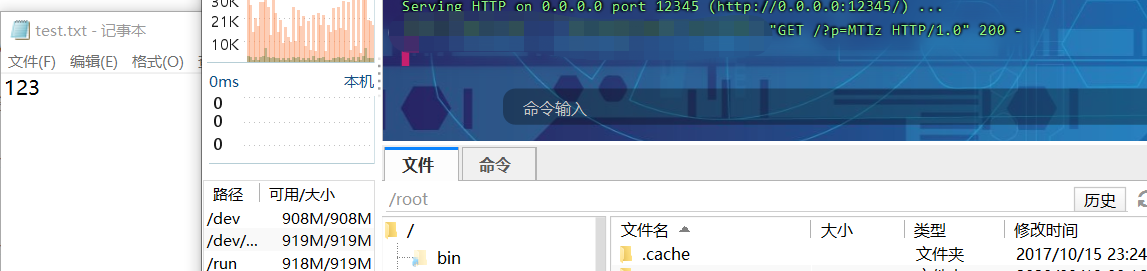 test.txt - 记事本
文件(F) 编辑(E) 格式(O)
123
30K
21K
10K
0ms 本机
0
0
0
路径 可用/大小
/dev 908M/908M
/dev/... 919M/919M
/run 918M/919M
Serving HTTP on 0.0.0.0 port 12345 (http://0.0.0.0:12345/) ...
"GET /?p=MTIz HTTP/1.0" 200 -
命令输入
文件 命令
/root 历史
/
bin
文件名 大小 类型 修改时间
.cache 文件夹 2017/10/15 23:24